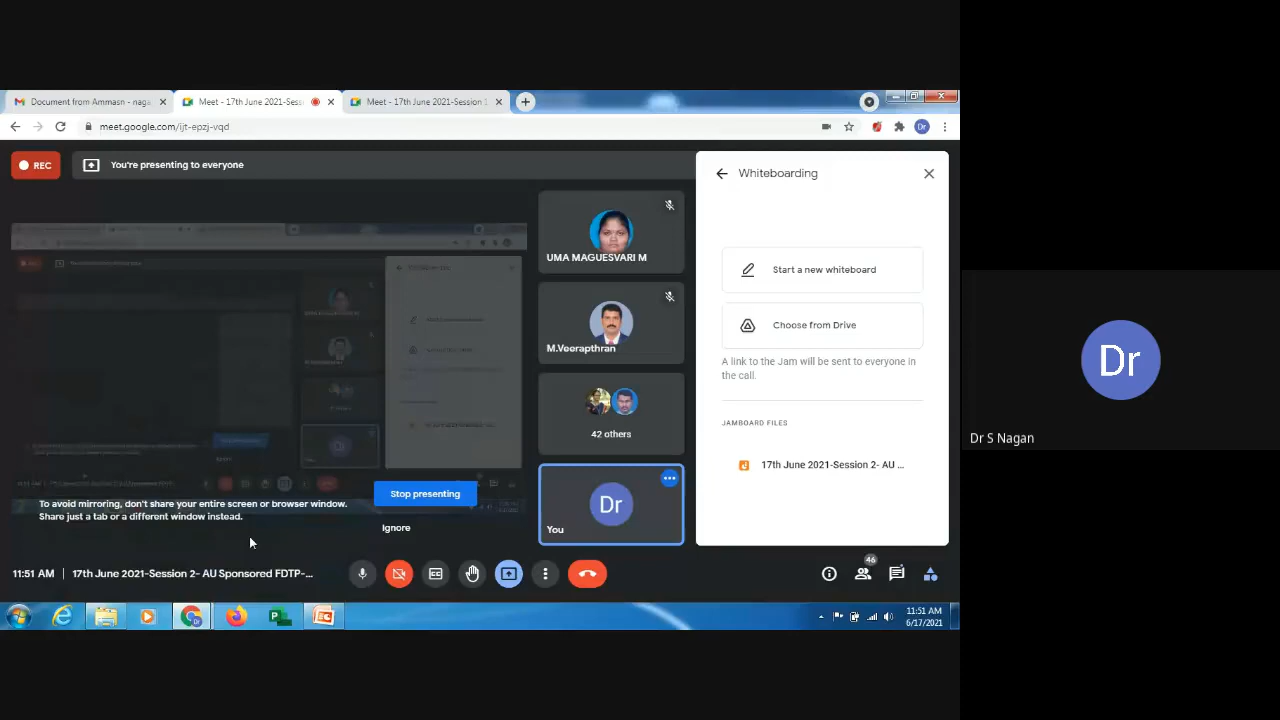 Document from Ammasn - naga
Meet - 17th June 2021-Sess
Meet - 17th June 2021-Session 1
meet.google.com/ijt-epzj-vqd
Dr
REC
You're presenting to everyone
Whiteboarding
UMA MAGUESVARI M
Start a new whiteboard
M.Veerapthran
Choose from Drive
A link to the Jam will be sent to everyone in
the call.
42 others
JAMBOARD FILES
17th June 2021-Session 2- AU ...
Dr
Dr S Nagan
To avoid mirroring, don't share your entire screen or browser window.
Share just a tab or a different window instead.
Stop presenting
Ignore
Dr
You
11:51 AM | 17th June 2021-Session 2- AU Sponsored FDTP-...
46
11:51 AM
6/17/2021